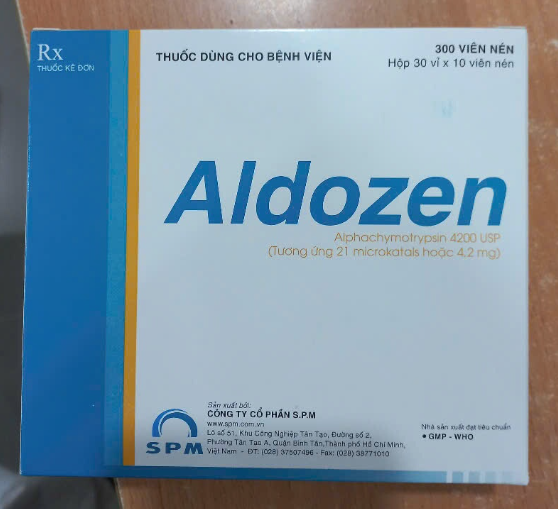 Rx
THUỐC KÊ ĐƠN
THUỐC DÙNG CHO BỆNH VIỆN
300 VIÊN NÉN
Hộp 30 vỉ x 10 viên nén
Aldozen
Alphachymotrypsin 4200 USP
(Tương ứng 21 microkatals hoặc 4,2 mg)
SPM
Sản xuất bởi:
CÔNG TY CỔ PHẦN S.P.M
www.spm.com.vn
Lô số 51, Khu Công Nghiệp Tân Tạo, Đường số 2,
Phường Tân Tạo A, Quận Bình Tân,Thành phố Hồ Chí Minh,
Việt Nam - ĐT: (028) 37507496 - Fax: (028) 38771010
Nhà sản xuất đạt tiêu chuẩn
• GMP - WHO